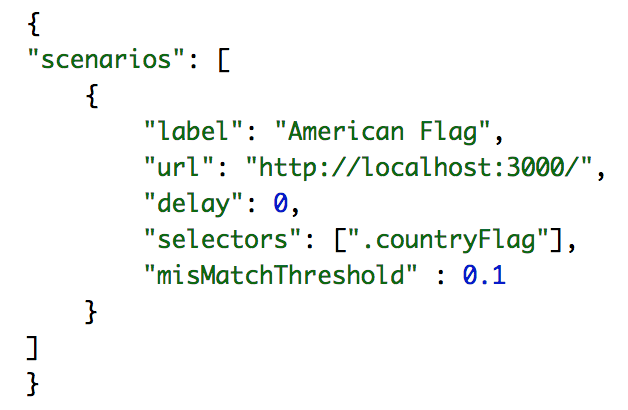 {
"scenarios": [
    {
        "label": "American Flag",
        "url": "http://localhost:3000/",
        "delay": 0,
        "selectors": [".countryFlag"],
        "misMatchThreshold" : 0.1
    }
]
}